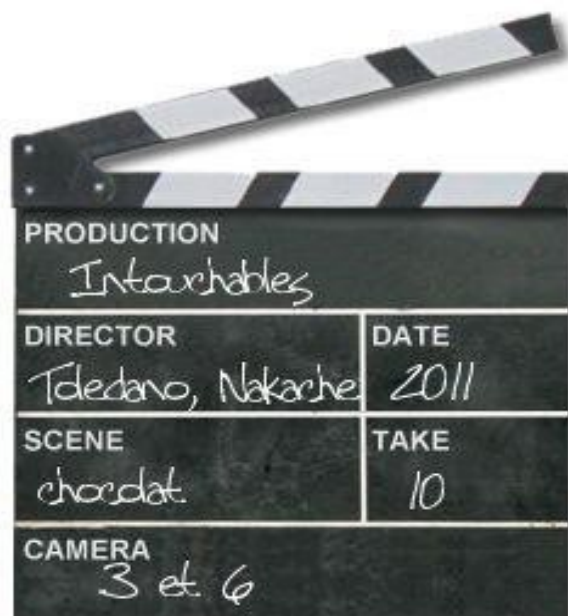 PRODUCTION
Intouchables
DIRECTOR
DATE
Toledano, Nakache
2011
SCENE
TAKE
chocolat
10
CAMERA
3 et 6